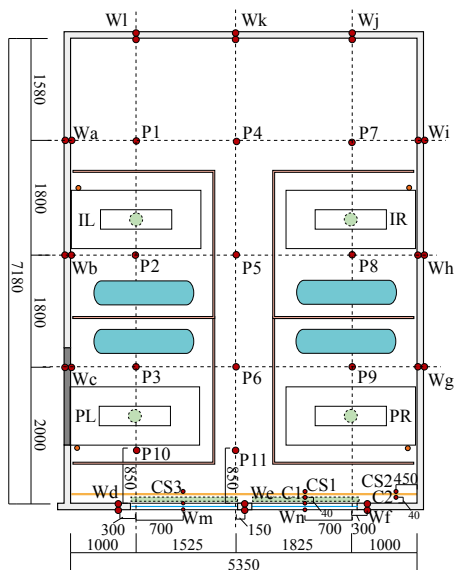 Wl Wk Wj
1580
Wa P1 P4 P7 Wi
1800
IL IR
7180
Wb P2 P5 P8 Wh
1800
Wc P3 P6 P9 Wg
2000
PL PR
P10 P11
850 850
CS3 CS1 CS2 450
Wd We C1 C2
Wm Wn 40 Wf 40
300 700 150 700 300
1000 1525 1825 1000
5350